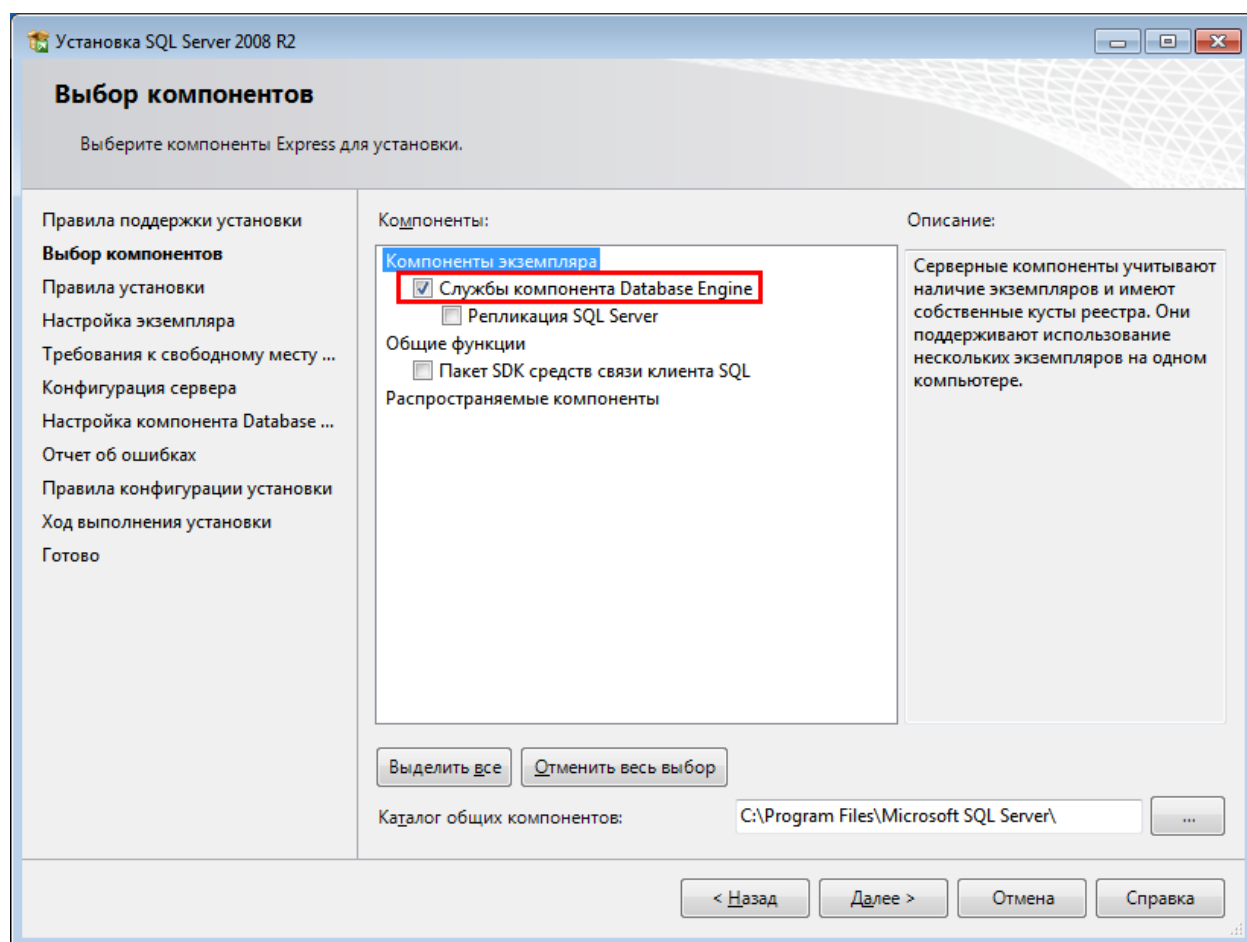 Установка SQL Server 2008 R2
Выбор компонентов
Выберите компоненты Express для установки.
Правила поддержки установки
Выбор компонентов
Правила установки
Настройка экземпляра
Требования к свободному месту ...
Конфигурация сервера
Настройка компонента Database ...
Отчет об ошибках
Правила конфигурации установки
Ход выполнения установки
Готово
Компоненты:
Компоненты экземпляра
Службы компонента Database Engine
Репликация SQL Server
Общие функции
Пакет SDK средств связи клиента SQL
Распространяемые компоненты
Описание:
Серверные компоненты учитывают
наличие экземпляров и имеют
собственные кусты реестра. Они
поддерживают использование
нескольких экземпляров на одном
компьютере.
Выделить все
Отменить весь выбор
Каталог общих компонентов:
C:\Program Files\Microsoft SQL Server\
...
< Назад
Далее >
Отмена
Справка